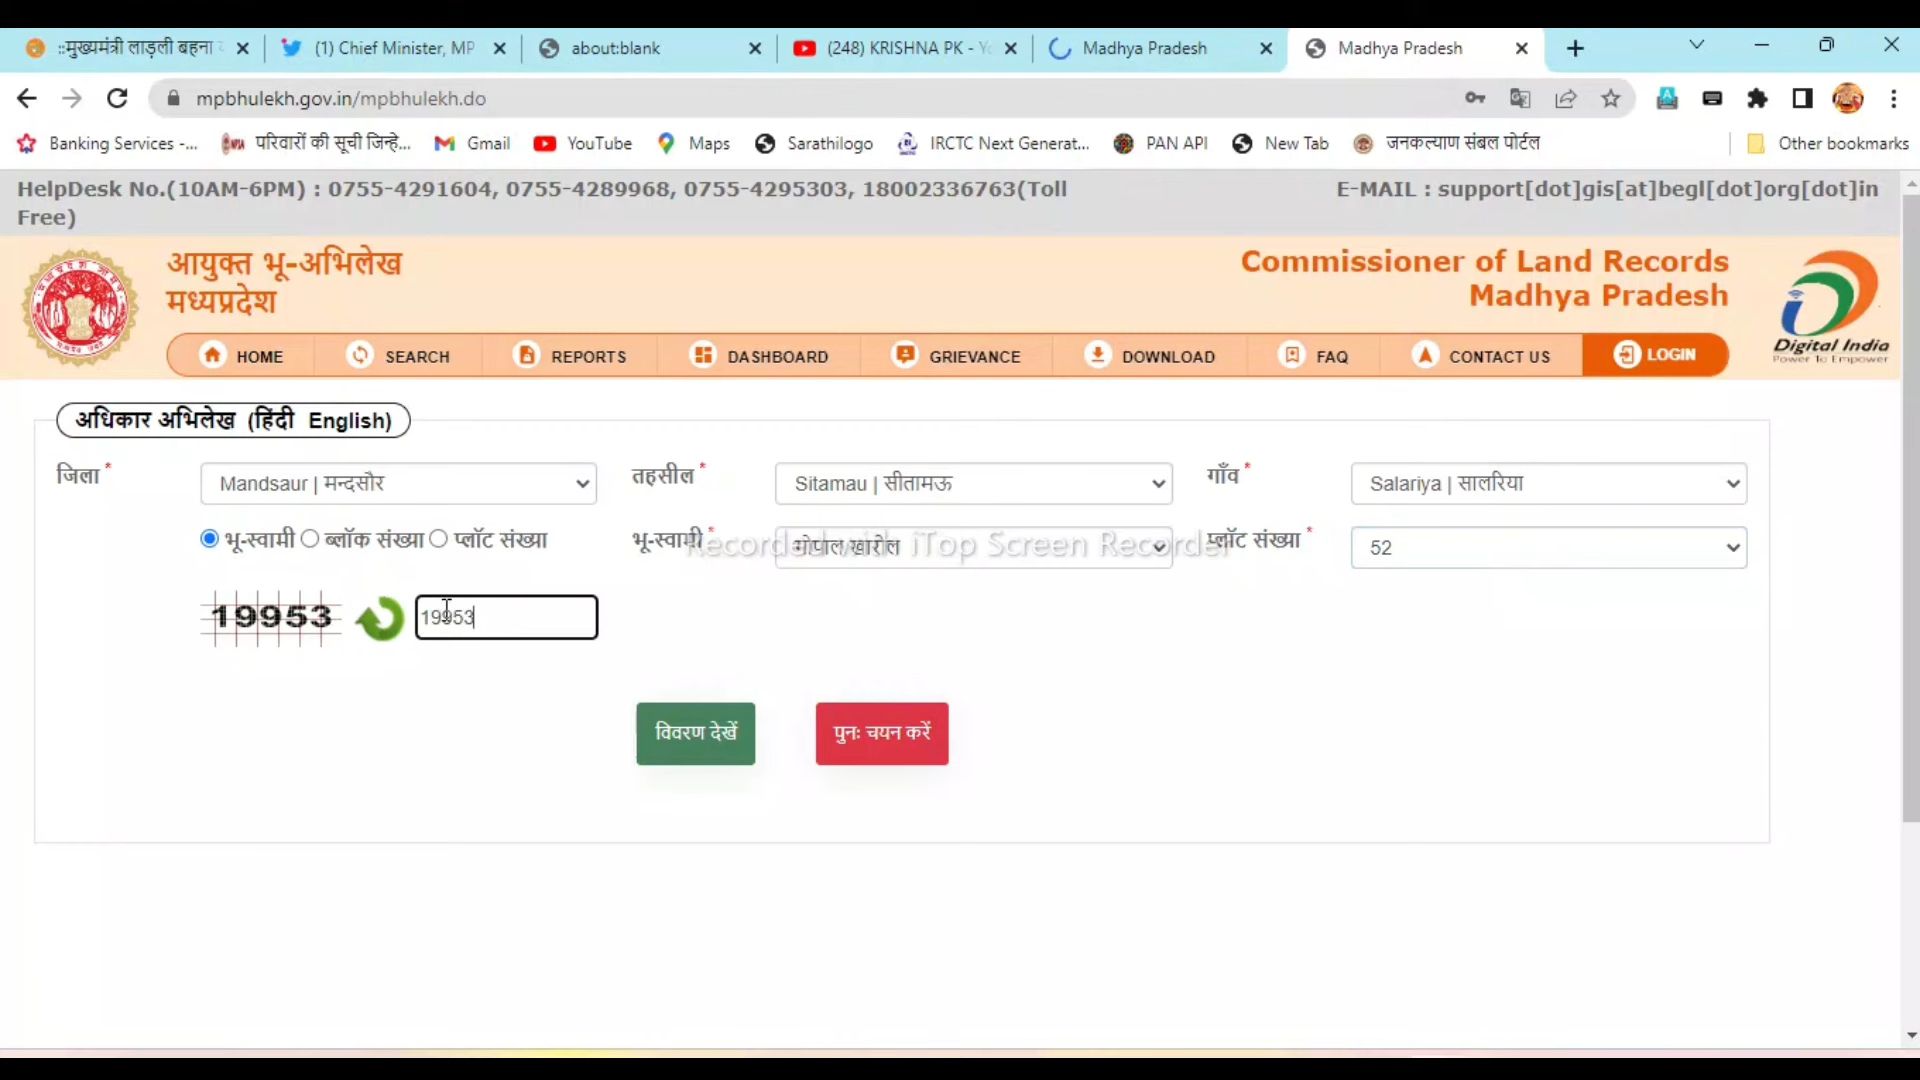 ::मुख्यमंत्री लाड़ली बहना
(1) Chief Minister, MP
about:blank
(248) KRISHNA PK - Yo
Madhya Pradesh
Madhya Pradesh
mpbhulekh.gov.in/mpbhulekh.do
Banking Services -...
परिवारों की सूची जिन्हे...
Gmail
YouTube
Maps
Sarathilogo
IRCTC Next Generat...
PAN API
New Tab
जनकल्याण संबल पोर्टल
Other bookmarks
HelpDesk No.(10AM-6PM) : 0755-4291604, 0755-4289968, 0755-4295303, 18002336763(Toll
Free)
E-MAIL : support[dot]gis[at]begl[dot]org[dot]in
आयुक्त भू-अभिलेख
मध्यप्रदेश
Commissioner of Land Records
Madhya Pradesh
Digital India
Power To Empower
HOME
SEARCH
REPORTS
DASHBOARD
GRIEVANCE
DOWNLOAD
FAQ
CONTACT US
LOGIN
अधिकार अभिलेख (हिंदी English)
जिला *
Mandsaur | मन्दसौर
तहसील *
Sitamau | सीतामऊ
गाँव *
Salariya | सालरिया
भू-स्वामी ब्लॉक संख्या प्लॉट संख्या
भू-स्वामी *
गोपाल खारोल
प्लॉट संख्या *
52
Recorded with iTop Screen Recorder
19953
19953
विवरण देखें
पुनः चयन करें